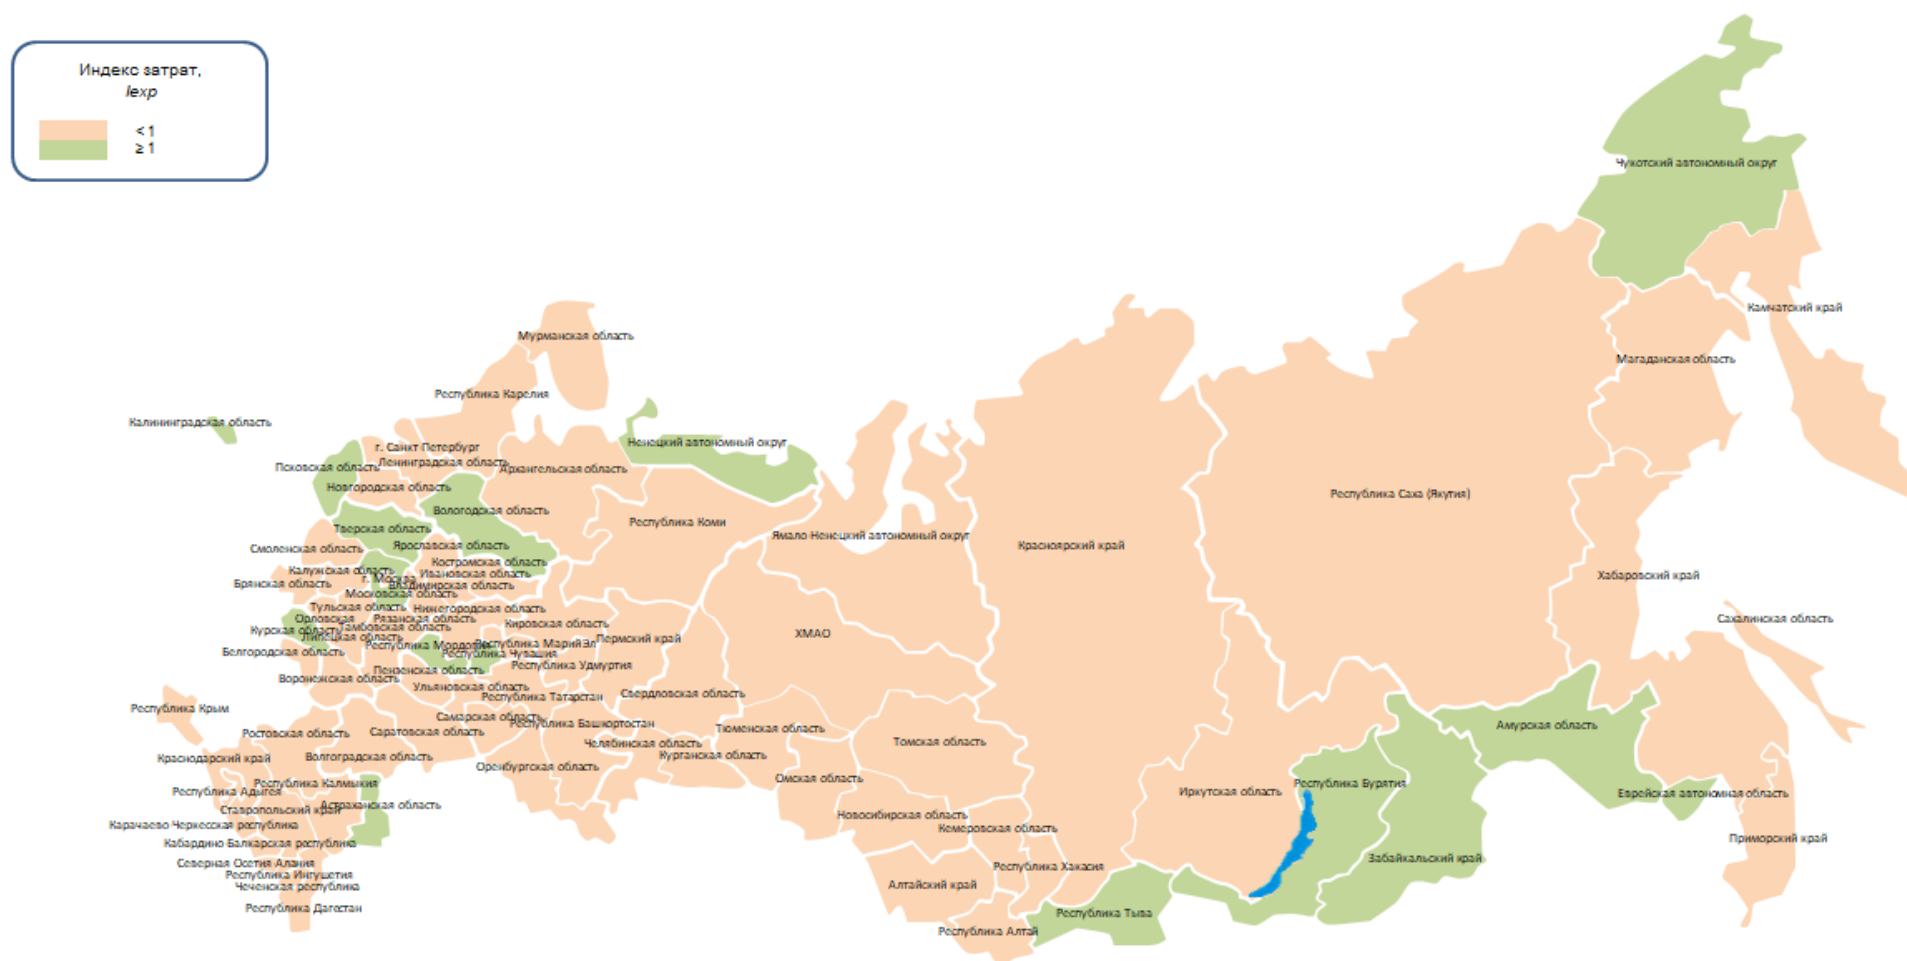 Индекс затрат,
Iexp
< 1
≥ 1
Чукотский автономный округ
Камчатский край
Мурманская область
Магаданская область
Республика Карелия
Калининградская область
Ненецкий автономный округ
г. Санкт Петербург
Ленинградская область
Псковская область
Архангельская область
Новгородская область
Республика Саха (Якутия)
Вологодская область
Республика Коми
Тверская область
Ямало-Ненецкий автономный округ
Ярославская область
Красноярский край
Смоленская область
Костромская область
Калужская область
Ивановская область
Хабаровский край
г. Москва
Брянская область
Владимирская область
Московская область
Тульская область
Нижегородская область
Орловская
Рязанская область
Сахалинская область
Кировская область
Курская область
Тамбовская область
ХМАО
Липецкая область
Пермский край
Республика Мордовия
Республика Марий Эл
Белгородская область
Республика Чувашия
Республика Удмуртия
Пензенская область
Воронежская область
Ульяновская область
Свердловская область
Республика Татарстан
Республика Крым
Самарская область
Республика Башкортостан
Амурская область
Тюменская область
Ростовская область
Саратовская область
Томская область
Челябинская область
Курганская область
Краснодарский край
Волгоградская область
Оренбургская область
Омская область
Республика Калмыкия
Республика Бурятия
Республика Адыгея
Иркутская область
Еврейская автономная область
Астраханская область
Ставропольский край
Новосибирская область
Карачаево Черкесская республика
Кемеровская область
Приморский край
Кабардино Балкарская республика
Забайкальский край
Северная Осетия Алания
Республика Хакасия
Республика Ингушетия
Алтайский край
Чеченская республика
Республика Дагестан
Республика Тыва
Республика Алтай